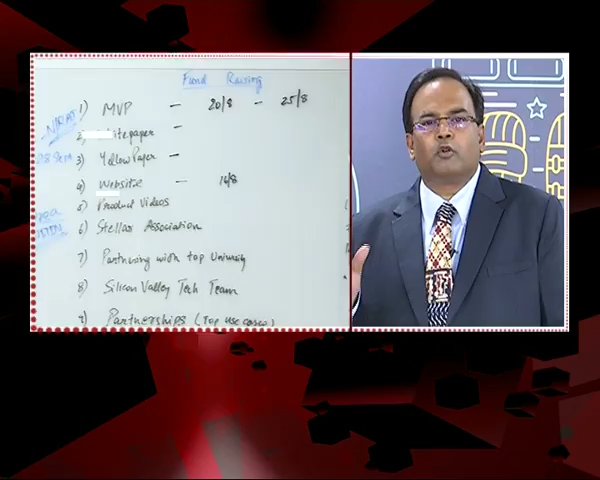 Fund Raising
1) MVP - 20/8 - 25/8
2) itepaper -
3) Yellow Paper -
4) Website - 16/8
5) Product Videos
6) Stellar Association
7) Partnering with top University
8) Silicon Valley Tech Team
9) Partnerships (Top use cases)